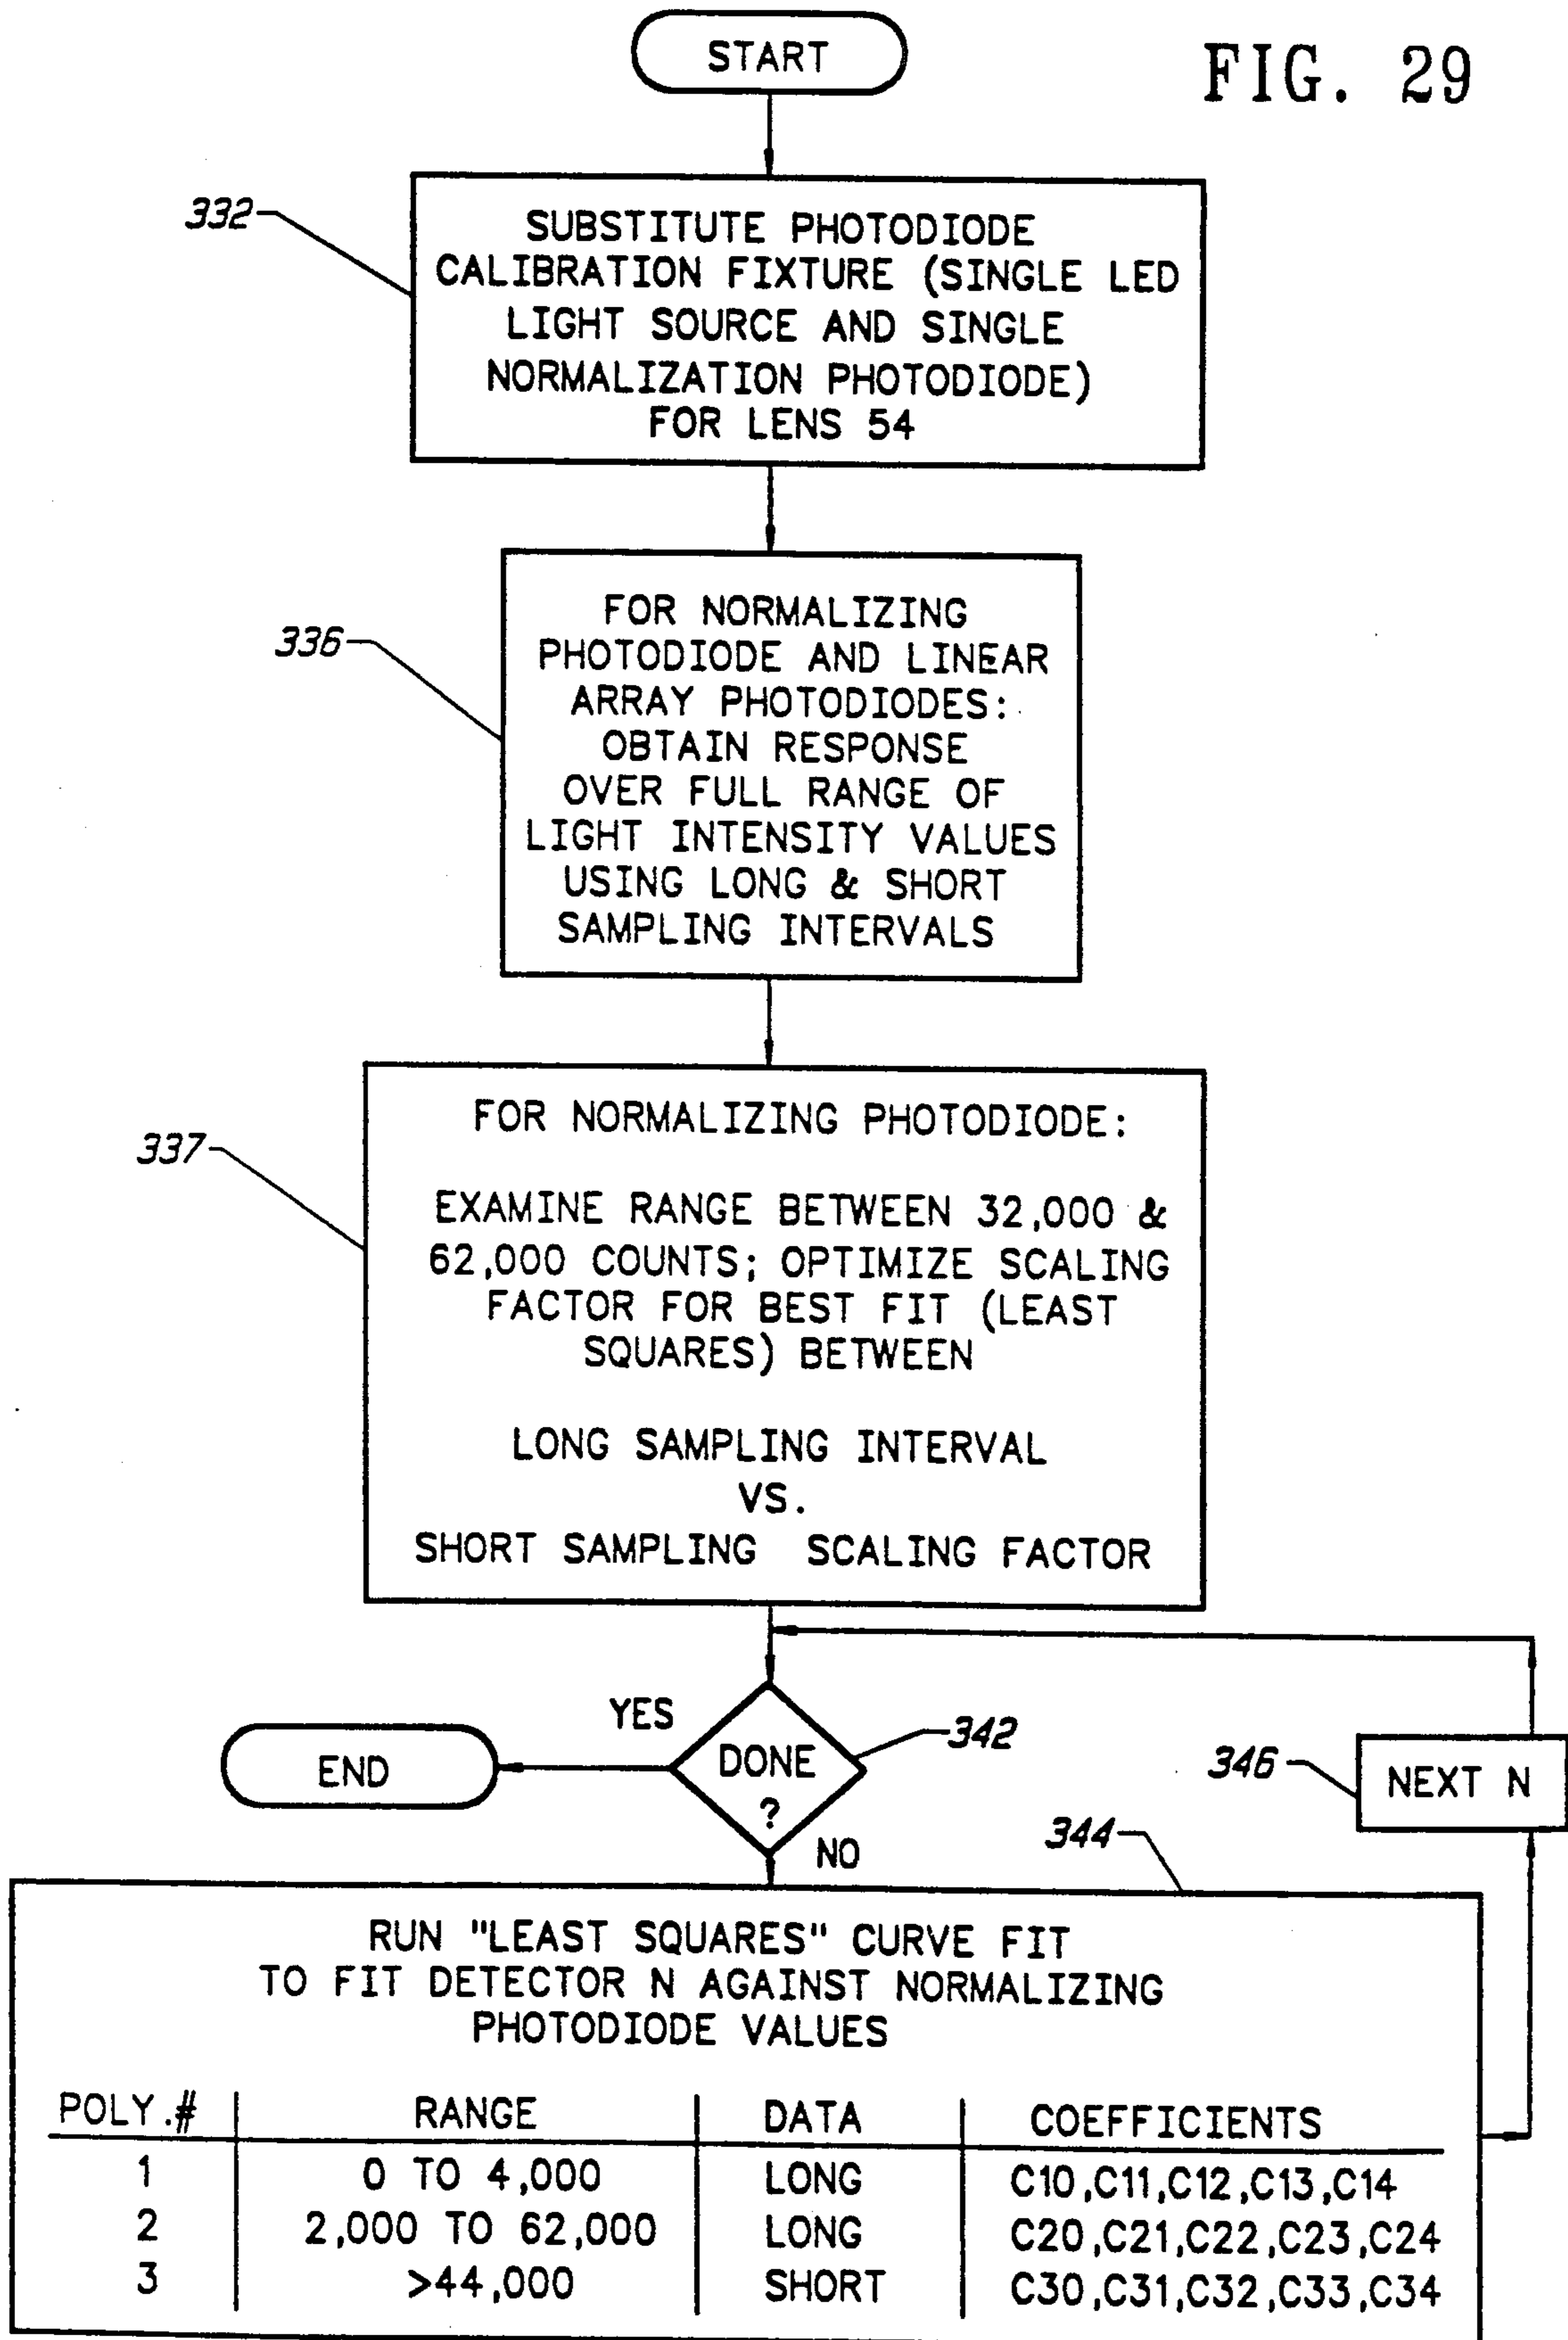 START
FIG. 29
332
SUBSTITUTE PHOTODIODE
CALIBRATION FIXTURE (SINGLE LED
LIGHT SOURCE AND SINGLE
NORMALIZATION PHOTODIODE)
FOR LENS 54
336
FOR NORMALIZING
PHOTODIODE AND LINEAR
ARRAY PHOTODIODES:
OBTAIN RESPONSE
OVER FULL RANGE OF
LIGHT INTENSITY VALUES
USING LONG & SHORT
SAMPLING INTERVALS
337
FOR NORMALIZING PHOTODIODE:
EXAMINE RANGE BETWEEN 32,000 &
62,000 COUNTS; OPTIMIZE SCALING
FACTOR FOR BEST FIT (LEAST
SQUARES) BETWEEN
LONG SAMPLING INTERVAL
VS.
SHORT SAMPLING SCALING FACTOR
YES
END
DONE
?
342
NO
346
NEXT N
344
RUN "LEAST SQUARES" CURVE FIT
TO FIT DETECTOR N AGAINST NORMALIZING
PHOTODIODE VALUES
POLY.# RANGE DATA COEFFICIENTS
1 0 TO 4,000 LONG C10,C11,C12,C13,C14
2 2,000 TO 62,000 LONG C20,C21,C22,C23,C24
3 >44,000 SHORT C30,C31,C32,C33,C34